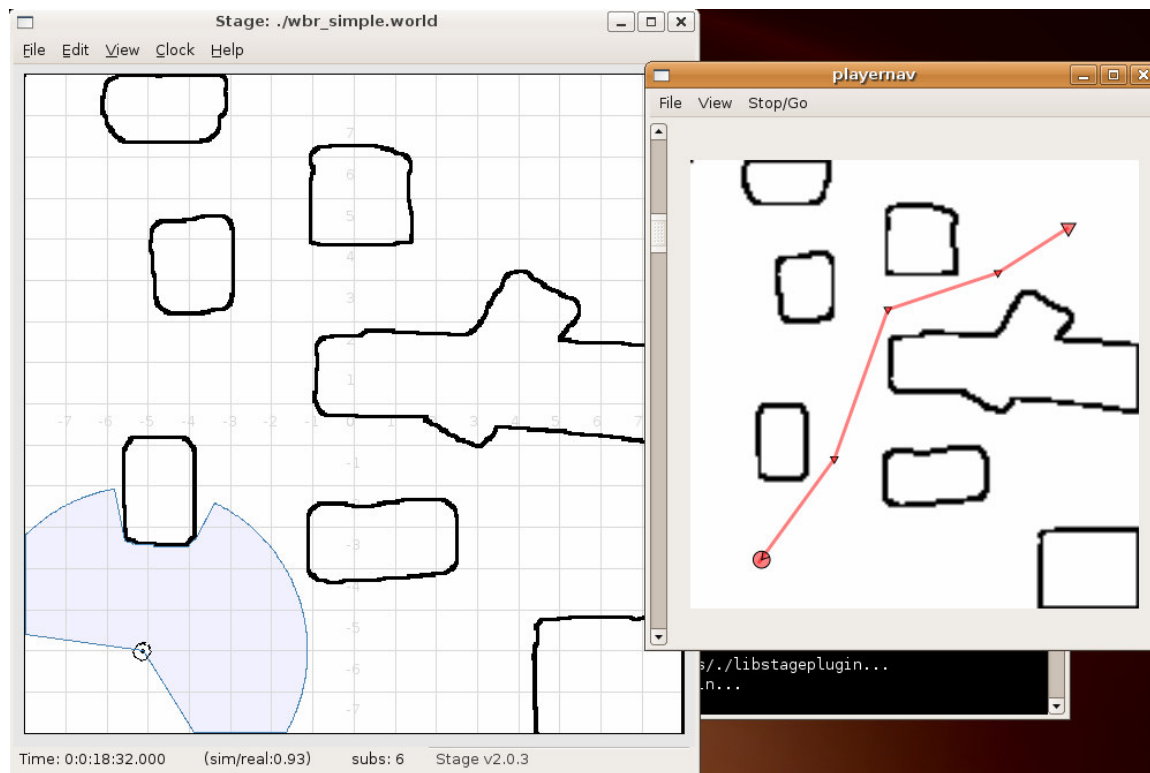 Stage: ./wbr_simple.world
File Edit View Clock Help
7
6
5
4
3
2
1
-7 -6 -5 -4 -3 -2 -1 0 1 2 3 4 5 6 7
-1
-2
-3
-4
-5
-6
-7
Time: 0:0:18:32.000 (sim/real:0.93) subs: 6 Stage v2.0.3
playernav
File View Stop/Go
s/./libstageplugin...
in...